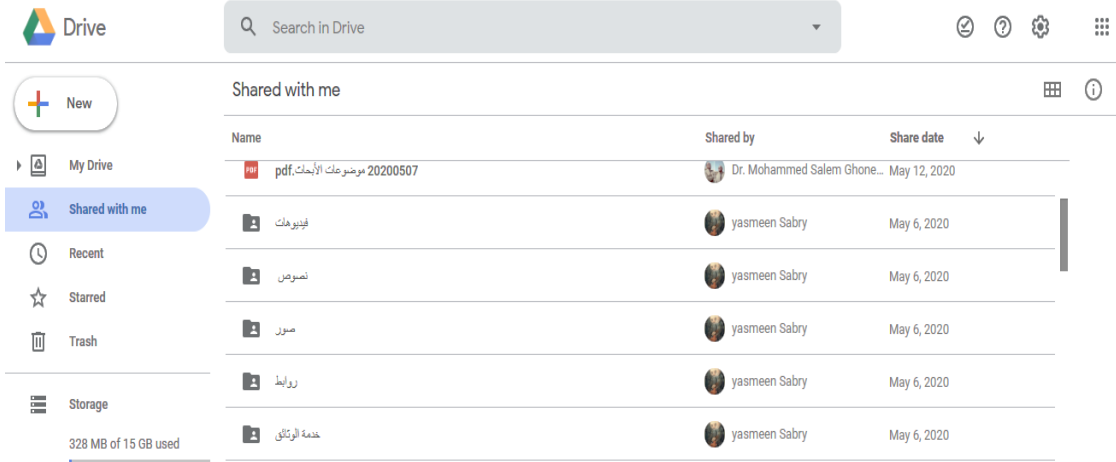 Drive
Search in Drive
New
My Drive
Shared with me
Recent
Starred
Trash
Storage
328 MB of 15 GB used
Shared with me
Name Shared by Share date
PDF 20200507 موضوعات الأبحاث.pdf Dr. Mohammed Salem Ghone... May 12, 2020
فيديوهات yasmeen Sabry May 6, 2020
نصوص yasmeen Sabry May 6, 2020
صور yasmeen Sabry May 6, 2020
روابط yasmeen Sabry May 6, 2020
خدمة الوثائق yasmeen Sabry May 6, 2020